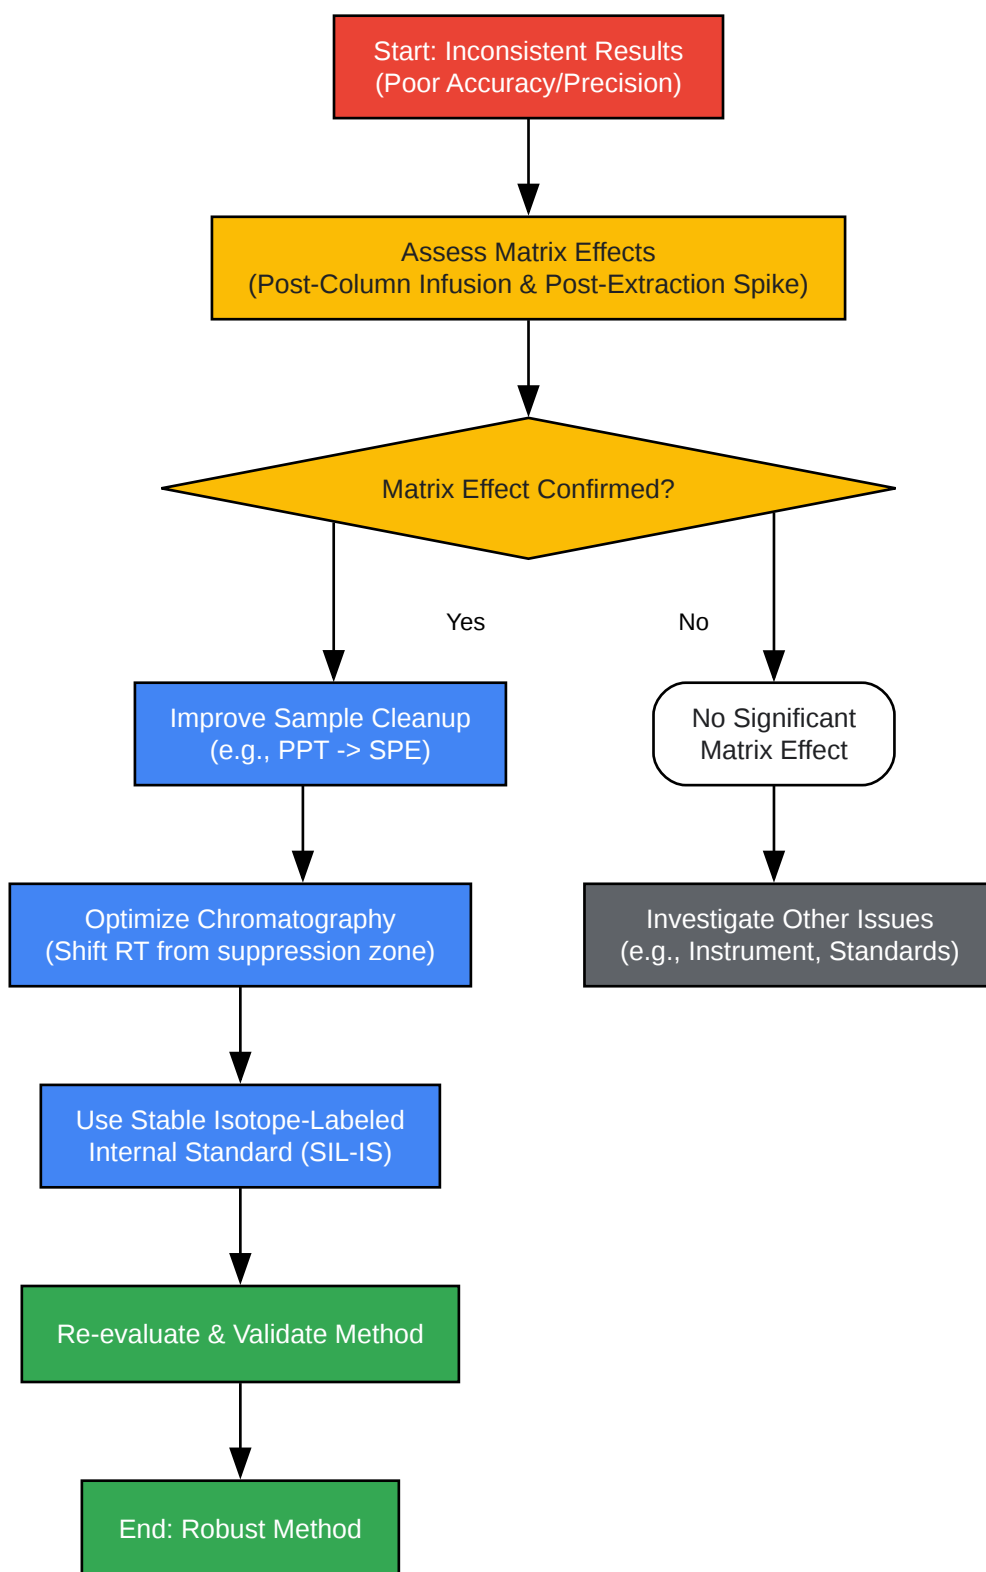 Start: Inconsistent Results
(Poor Accuracy/Precision)
Assess Matrix Effects
(Post-Column Infusion & Post-Extraction Spike)
Matrix Effect Confirmed?
Yes
No
Improve Sample Cleanup
(e.g., PPT -> SPE)
No Significant
Matrix Effect
Optimize Chromatography
(Shift RT from suppression zone)
Investigate Other Issues
(e.g., Instrument, Standards)
Use Stable Isotope-Labeled
Internal Standard (SIL-IS)
Re-evaluate & Validate Method
End: Robust Method